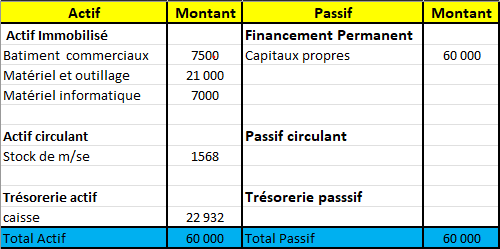 Actif Montant Passif Montant
Actif Immobilisé Financement Permanent
Batiment commerciaux 7500 Capitaux propres 60 000
Matériel et outillage 21 000
Matériel informatique 7000
Actif circulant Passif circulant
Stock de m/se 1568
Trésorerie actif Trésorerie passsif
caisse 22 932
Total Actif 60 000 Total Passif 60 000